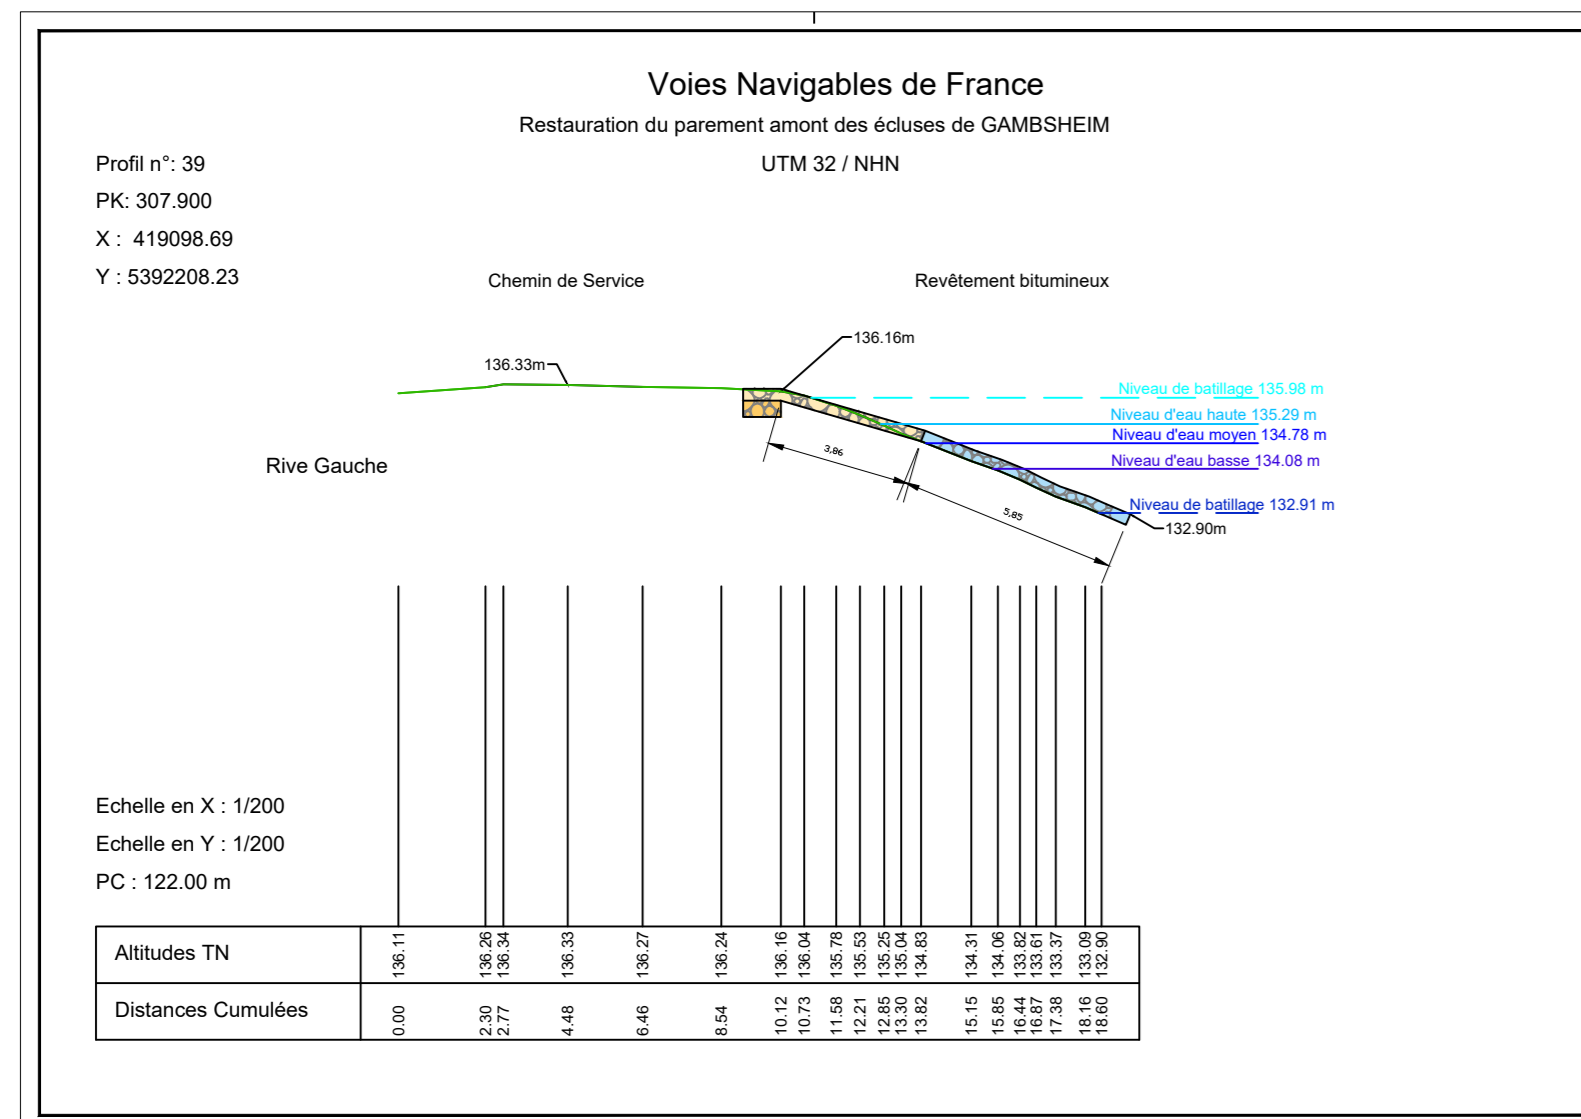 Voies Navigables de France
Restauration du parement amont des écluses de GAMBSHEIM
UTM 32 / NHN
Profil n°: 39
PK: 307.900
X : 419098.69
Y : 5392208.23
Chemin de Service
Revêtement bitumineux
136.16m
136.33m
Niveau de batillage 135.98 m
Niveau d'eau haute 135.29 m
Niveau d'eau moyen 134.78 m
Niveau d'eau basse 134.08 m
Niveau de batillage 132.91 m
132.90m
3,86
5,85
Rive Gauche
Echelle en X : 1/200
Echelle en Y : 1/200
PC : 122.00 m
Altitudes TN 136.11 136.26 136.34 136.33 136.27 136.24 136.16 136.04 135.78 135.53 135.25 135.04 134.83 134.31 134.06 133.82 133.61 133.37 133.09 132.90
Distances Cumulées 0.00 2.30 2.77 4.48 6.46 8.54 10.12 10.73 11.58 12.21 12.85 13.30 13.82 15.15 15.85 16.44 16.87 17.38 18.16 18.60